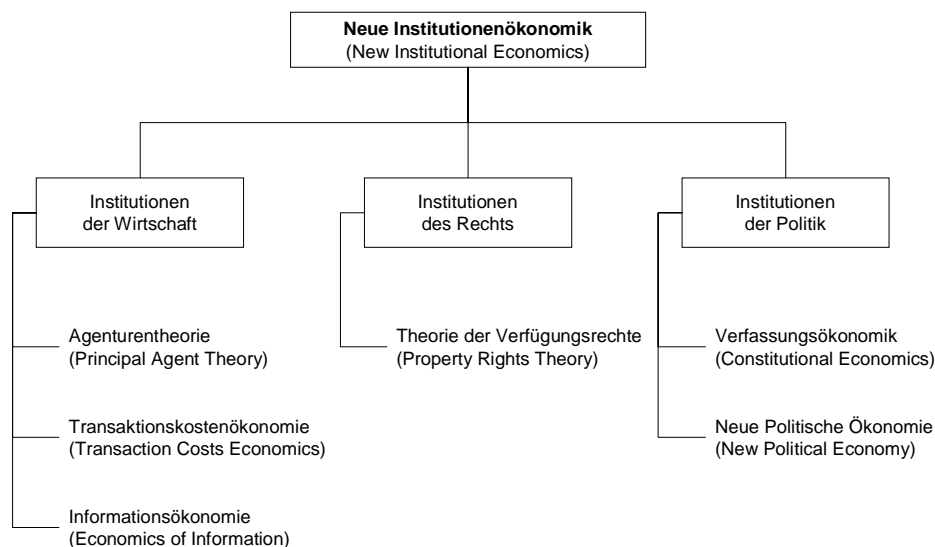 Neue Institutionenökonomik
(New Institutional Economics)
Institutionen
der Wirtschaft
Institutionen
des Rechts
Institutionen
der Politik
Agenturentheorie
(Principal Agent Theory)
Theorie der Verfügungsrechte
(Property Rights Theory)
Verfassungsökonomik
(Constitutional Economics)
Transaktionskostenökonomie
(Transaction Costs Economics)
Neue Politische Ökonomie
(New Political Economy)
Informationsökonomie
(Economics of Information)